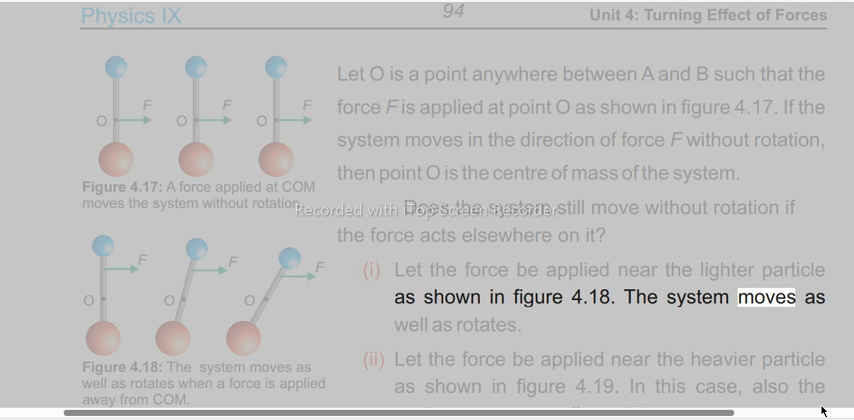 Physics IX
94
Unit 4: Turning Effect of Forces
F
F
F
O
O
O
Figure 4.17: A force applied at COM
moves the system without rotation.
Let O is a point anywhere between A and B such that the
force F is applied at point O as shown in figure 4.17. If the
system moves in the direction of force F without rotation,
then point O is the centre of mass of the system.
Does the system still move without rotation if
the force acts elsewhere on it?
Recorded with iTop Screen Recorder
F
F
F
O
O
O
Figure 4.18: The system moves as
well as rotates when a force is applied
away from COM.
(i) Let the force be applied near the lighter particle
as shown in figure 4.18. The system moves as
well as rotates.
(ii) Let the force be applied near the heavier particle
as shown in figure 4.19. In this case, also the